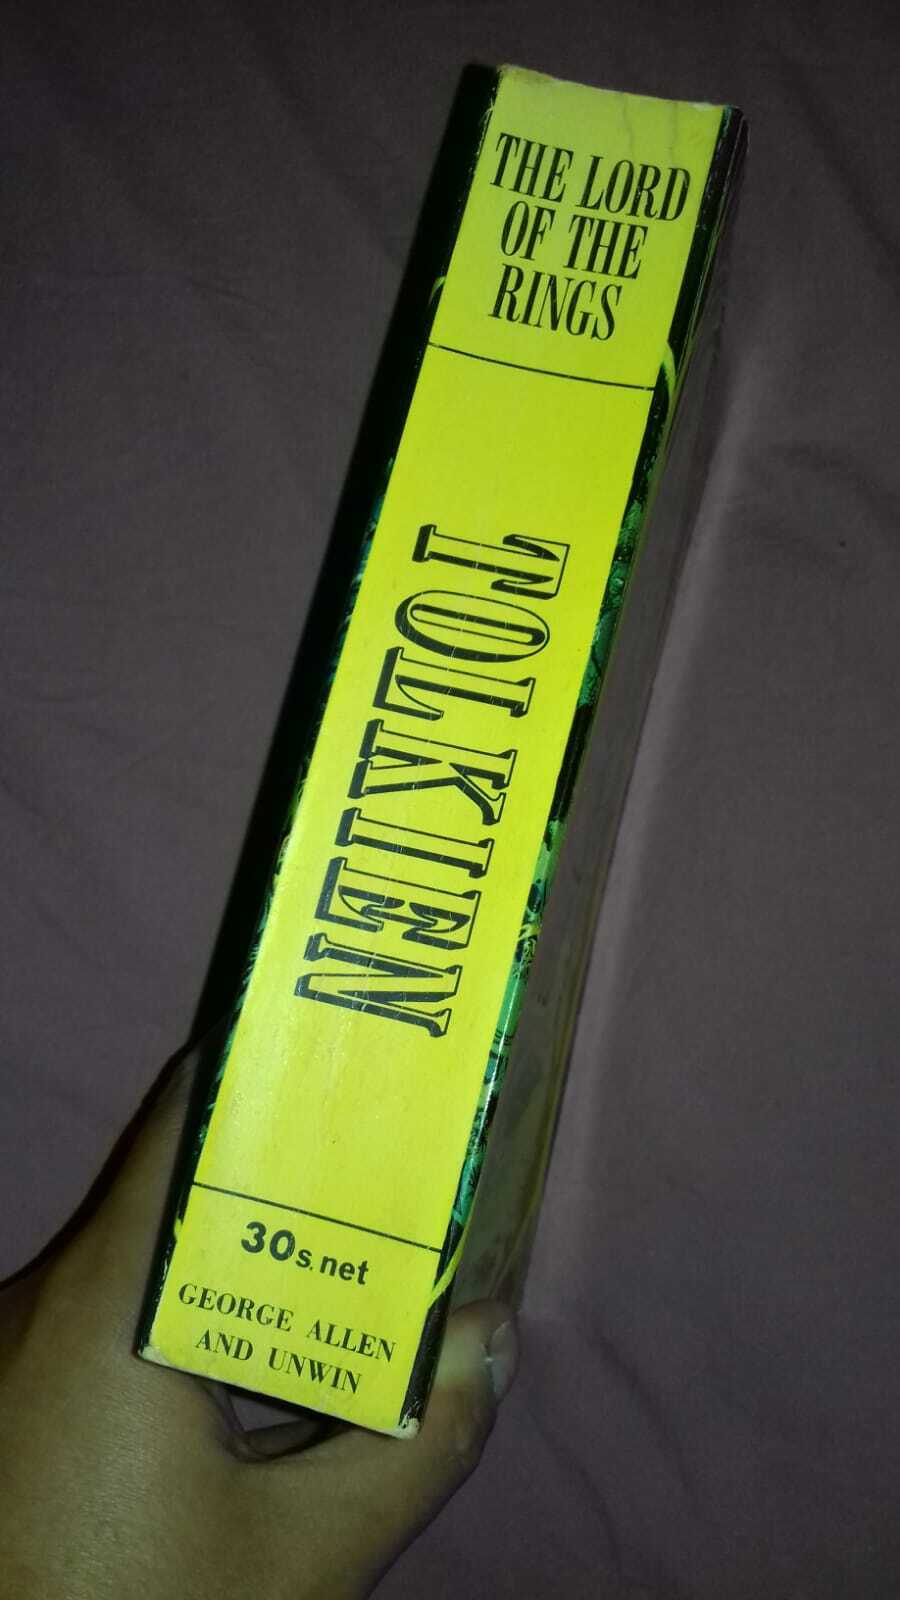 THE LORD
OF THE
RINGS
TOLKIEN
30s. net
GEORGE ALLEN
AND UNWIN